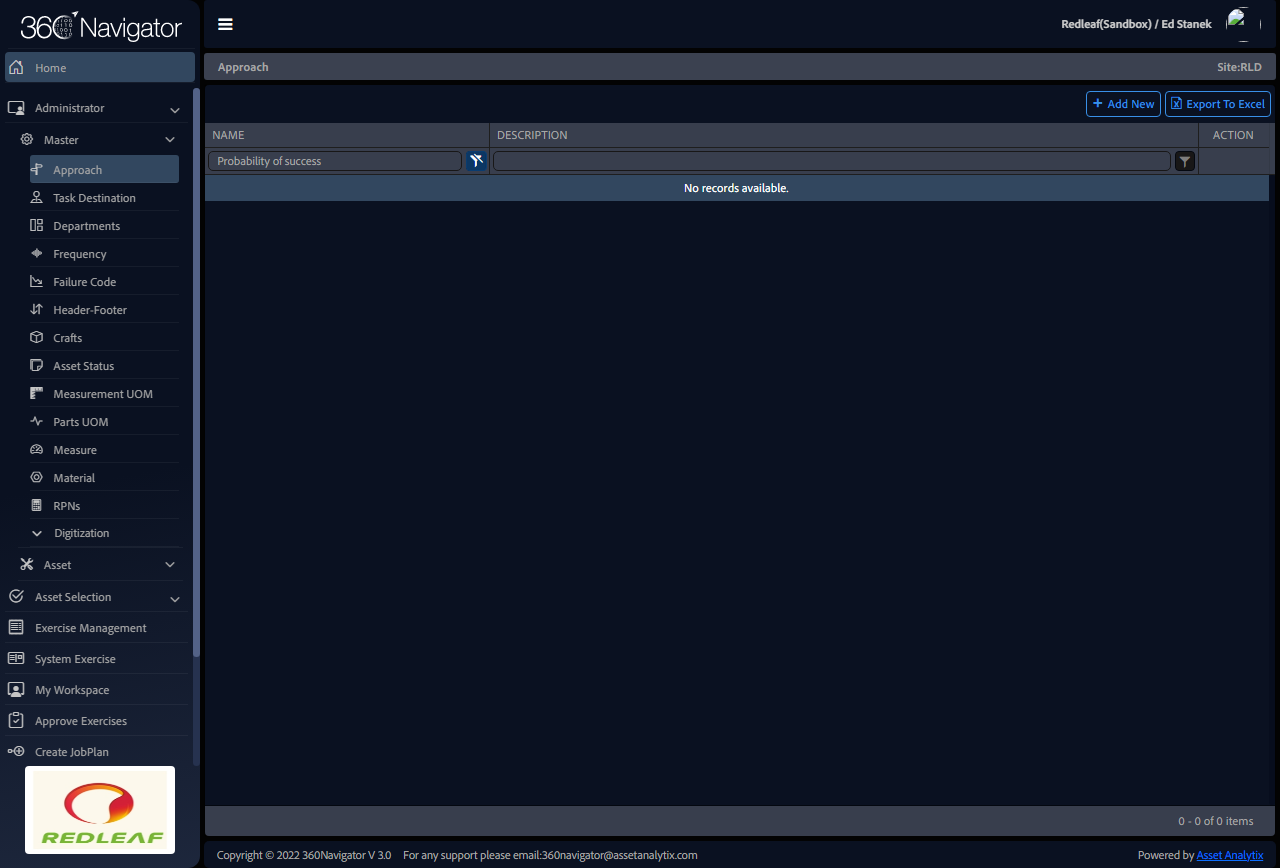 360 Navigator
Redleaf(Sandbox) / Ed Stanek
Home
Approach
Site:RLD
Administrator
Add New
Export To Excel
NAME
DESCRIPTION
ACTION
Master
Probability of success
Approach
No records available.
Task Destination
Departments
Frequency
Failure Code
Header-Footer
Crafts
Asset Status
Measurement UOM
Parts UOM
Measure
Material
RPNs
Digitization
Asset
Asset Selection
Exercise Management
System Exercise
My Workspace
Approve Exercises
Create JobPlan
REDLEAF
0 - 0 of 0 items
Copyright © 2022 360Navigator V 3.0 For any support please email:360navigator@assetanalytix.com
Powered by Asset Analytix